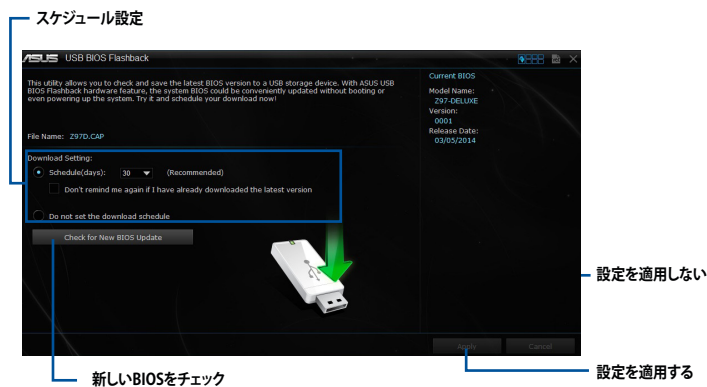 スケジュール設定
ASUS USB BIOS Flashback
This utility allows you to check and save the latest BIOS version to a USB storage device. With ASUS USB
BIOS Flashback hardware feature, the system BIOS could be conveniently updated without booting or
even powering up the system. Try it and schedule your download now!
File Name: Z97D.CAP
Download Setting:
Schedule(days): 30 (Recommended)
Don't remind me again if I have already downloaded the latest version
Do not set the download schedule
Check for New BIOS Update
Current BIOS
Model Name:
Z97-DELUXE
Version:
0001
Release Date:
03/05/2014
Apply
Cancel
設定を適用しない
設定を適用する
新しいBIOSをチェック